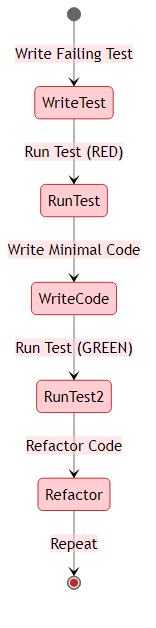 Write Failing Test
WriteTest
Run Test (RED)
RunTest
Write Minimal Code
WriteCode
Run Test (GREEN)
RunTest2
Refactor Code
Refactor
Repeat